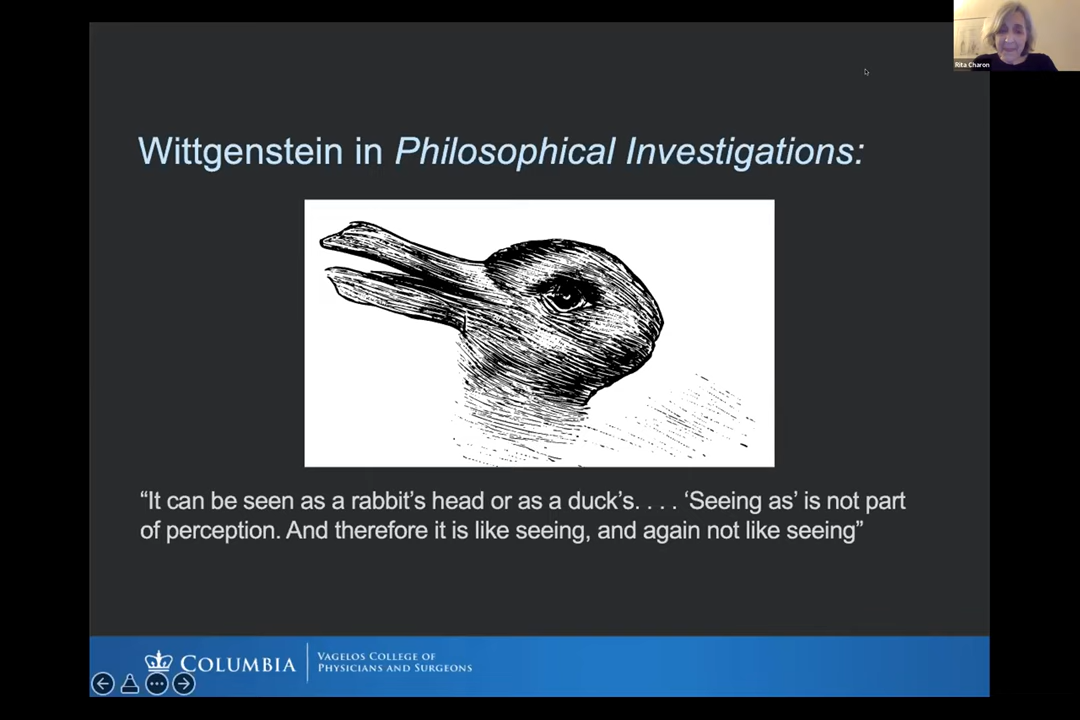 Rita Charon
Wittgenstein in Philosophical Investigations:
“It can be seen as a rabbit’s head or as a duck’s. . . . ‘Seeing as’ is not part
of perception. And therefore it is like seeing, and again not like seeing”
COLUMBIA
VAGELOS COLLEGE OF
PHYSICIANS AND SURGEONS